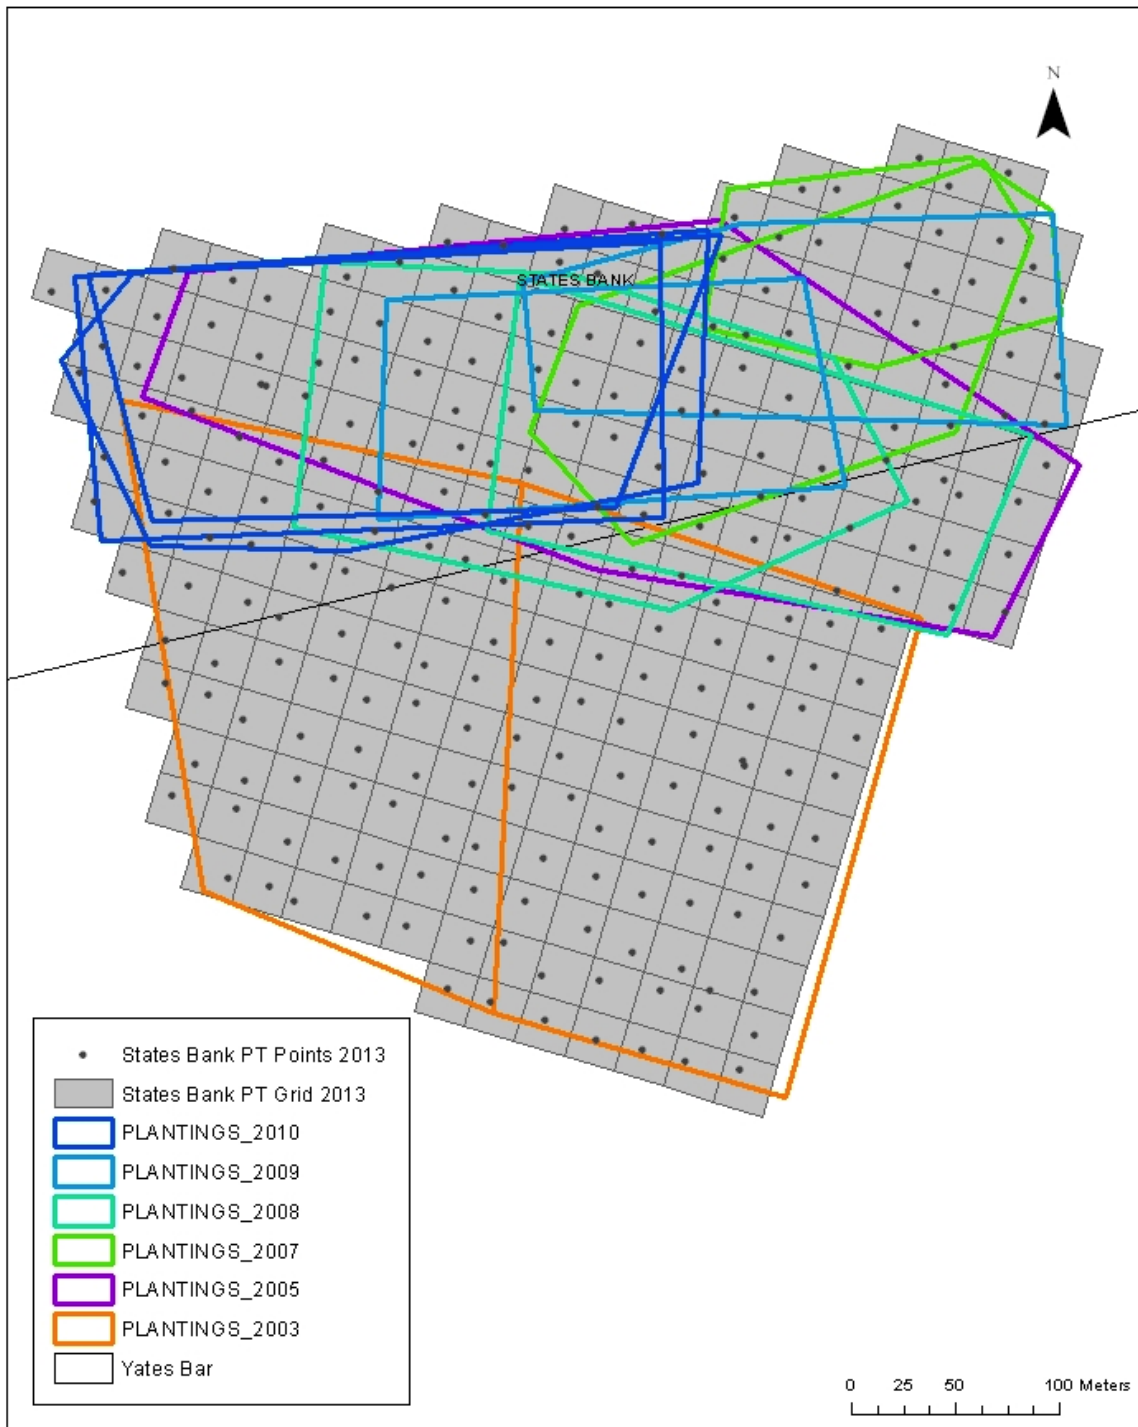 N
STATES BANK
States Bank PT Points 2013
States Bank PT Grid 2013
PLANTINGS_2010
PLANTINGS_2009
PLANTINGS_2008
PLANTINGS_2007
PLANTINGS_2005
PLANTINGS_2003
Yates Bar
0 25 50 100 Meters